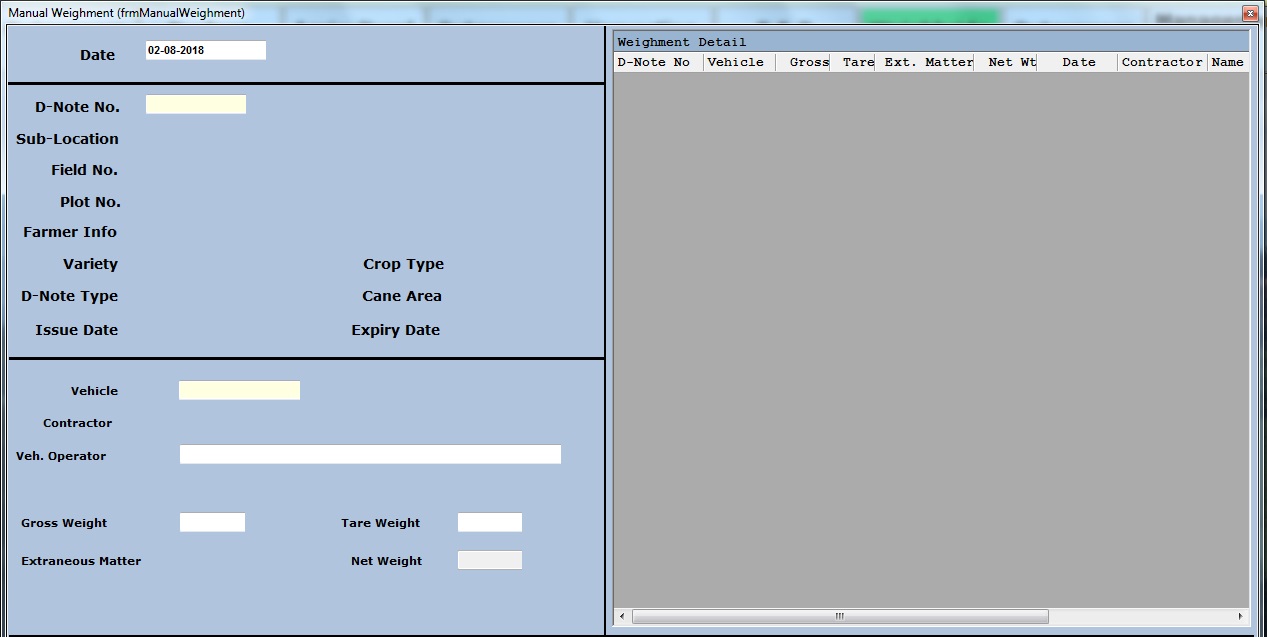 Manual Weighment (frmManualWeighment)
Date 02-08-2018
D-Note No.
Sub-Location
Field No.
Plot No.
Farmer Info
Variety Crop Type
D-Note Type Cane Area
Issue Date Expiry Date
Vehicle
Contractor
Veh. Operator
Gross Weight Tare Weight
Extraneous Matter Net Weight
Weighment Detail
D-Note No Vehicle Gross Tare Ext. Matter Net Wt Date Contractor Name